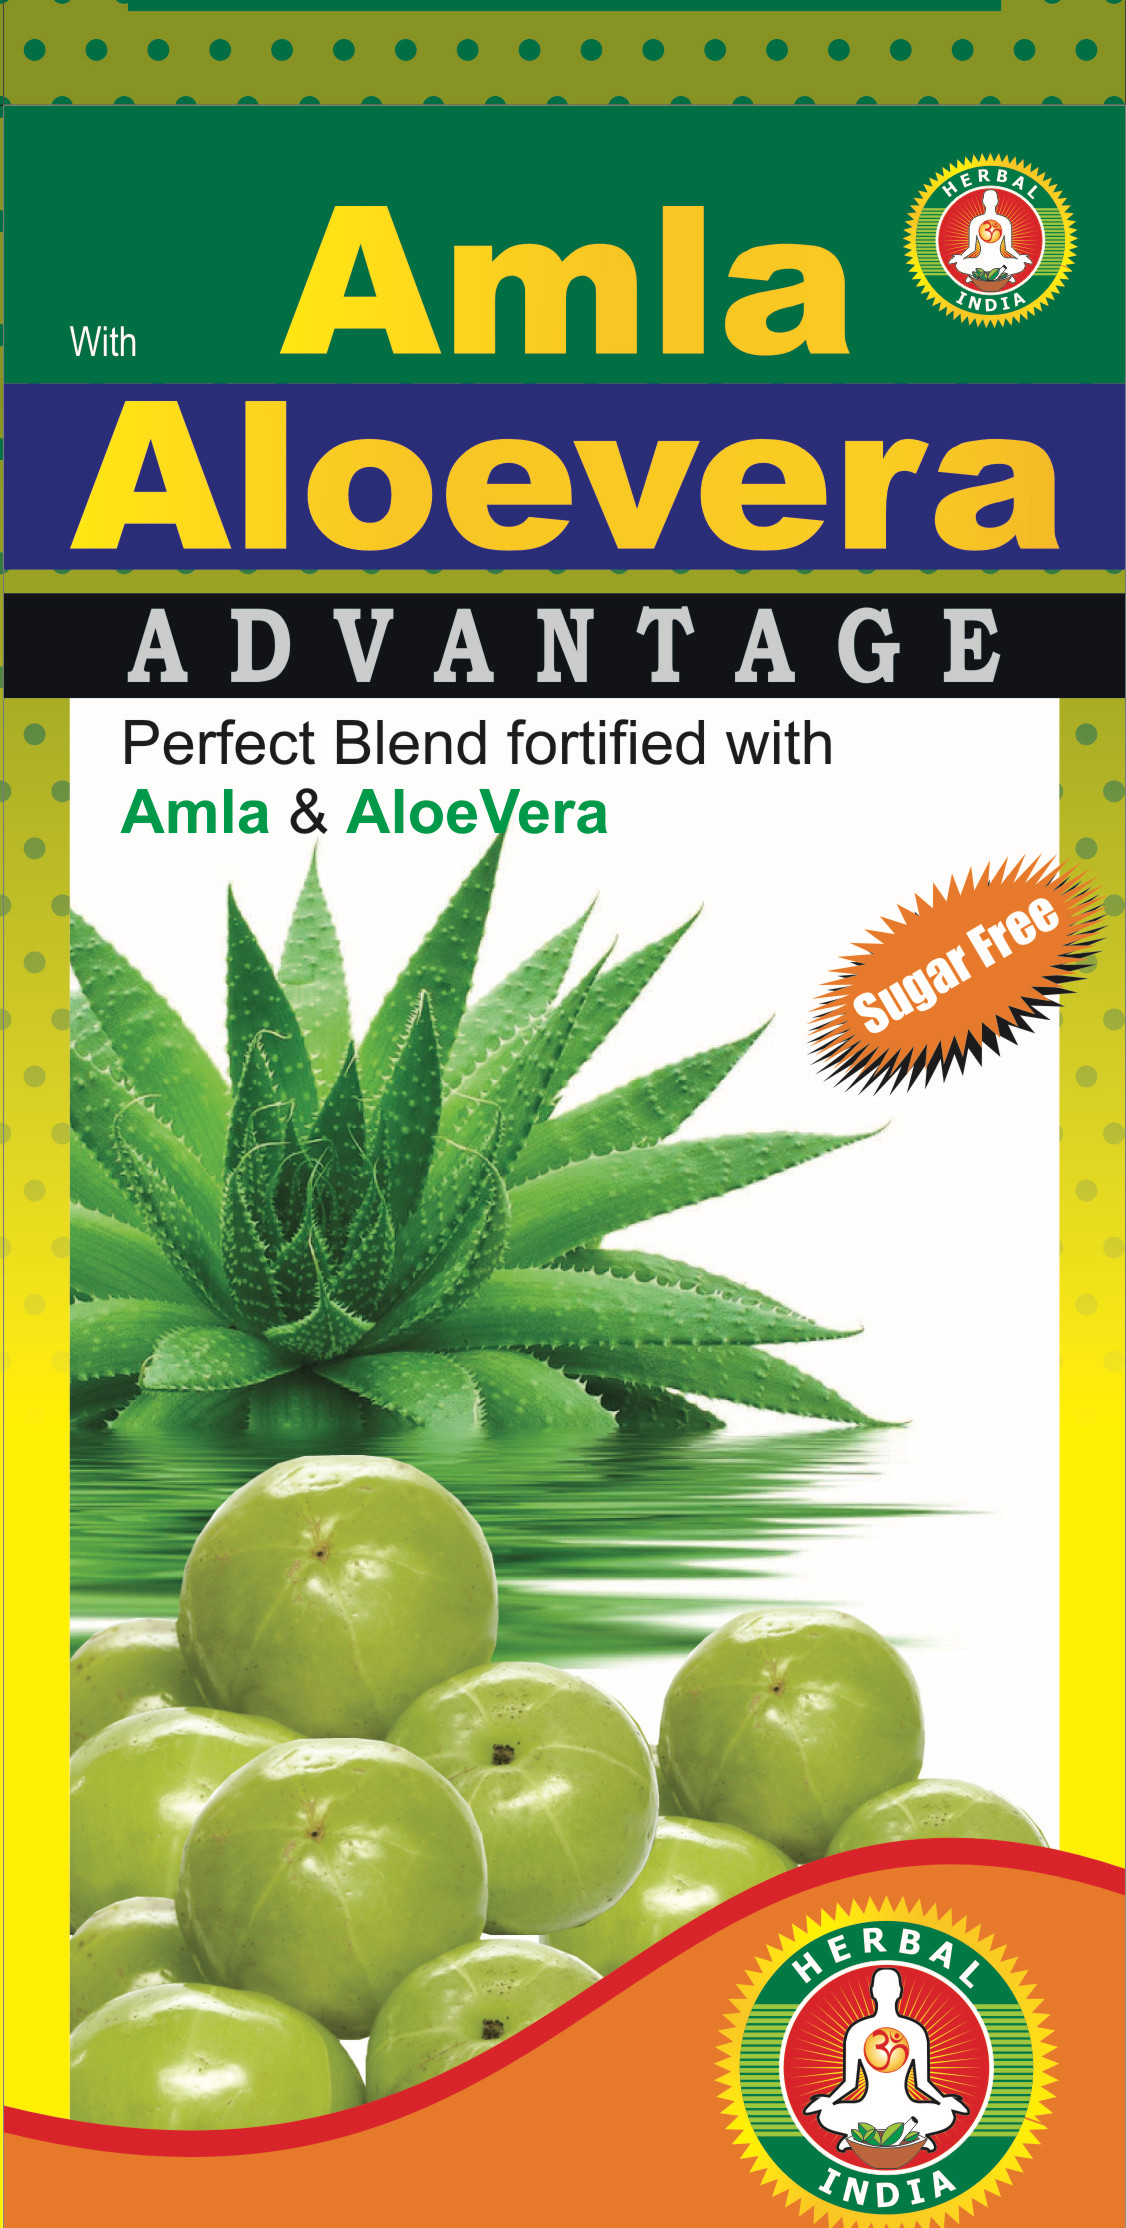 HERBAL
INDIA
With
Amla
Aloevera
ADVANTAGE
Perfect Blend fortified with
Amla & AloeVera
Sugar Free
HERBAL
ॐ
INDIA